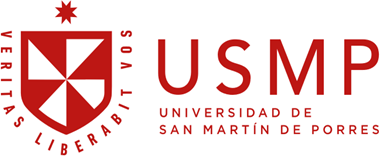 VERITAS LIBERABIT VOS
USMP
UNIVERSIDAD DE
SAN MARTÍN DE PORRES